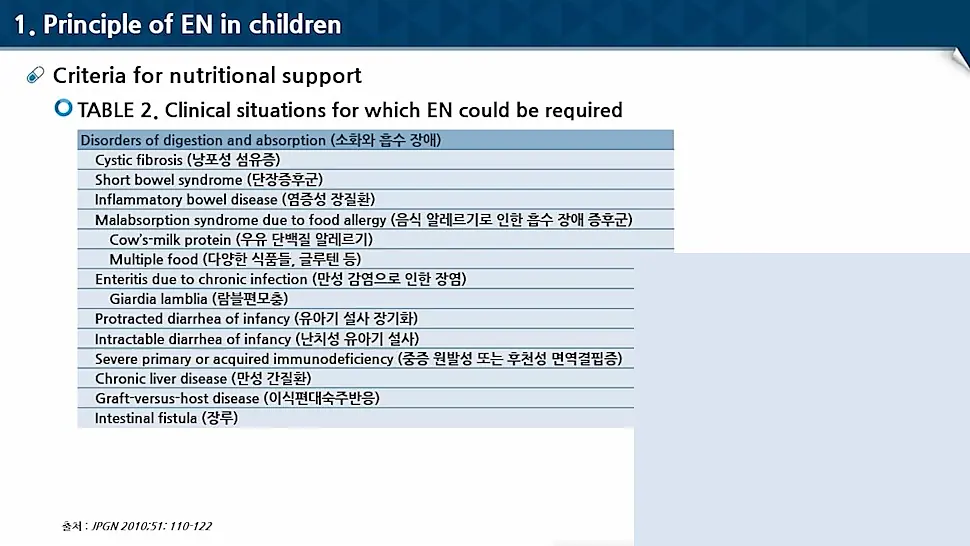 1. Principle of EN in children
Criteria for nutritional support
TABLE 2. Clinical situations for which EN could be required
Disorders of digestion and absorption (소화와 흡수 장애)
Cystic fibrosis (낭포성 섬유증)
Short bowel syndrome (단장증후군)
Inflammatory bowel disease (염증성 장질환)
Malabsorption syndrome due to food allergy (음식 알레르기로 인한 흡수 장애 증후군)
Cow's-milk protein (우유 단백질 알레르기)
Multiple food (다양한 식품들, 글루텐 등)
Enteritis due to chronic infection (만성 감염으로 인한 장염)
Giardia lamblia (람블편모충)
Protracted diarrhea of infancy (유아기 설사 장기화)
Intractable diarrhea of infancy (난치성 유아기 설사)
Severe primary or acquired immunodeficiency (중증 원발성 또는 후천성 면역결핍증)
Chronic liver disease (만성 간질환)
Graft-versus-host disease (이식편대숙주반응)
Intestinal fistula (장루)
출처 : JPGN 2010;51: 110-122